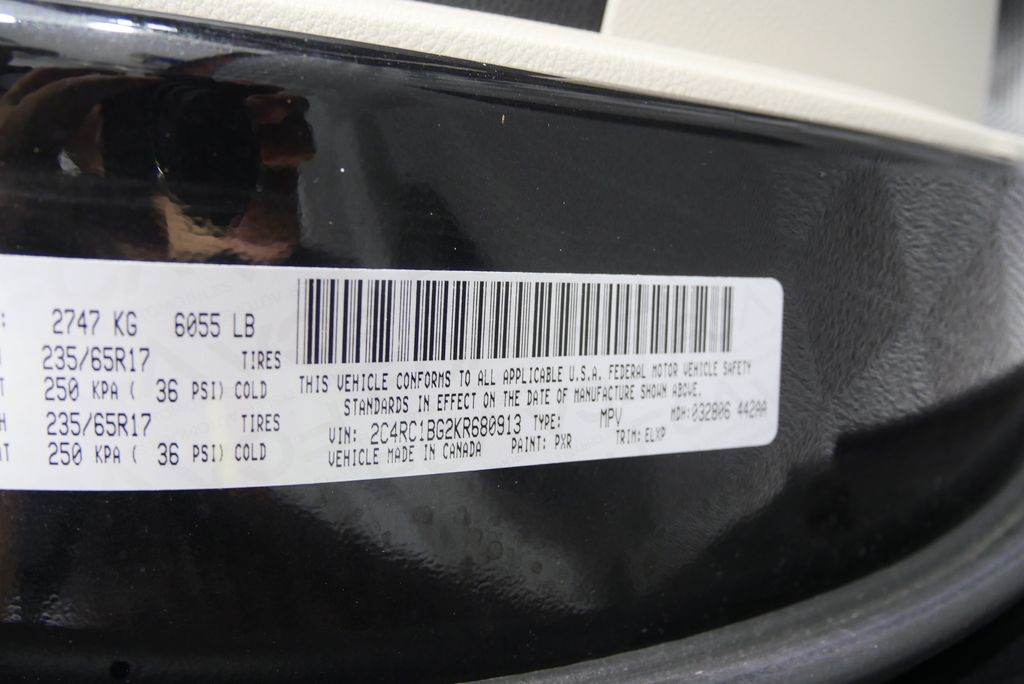 : 2747 KG 6055 LB
235/65R17 TIRES
T 250 KPA ( 36 PSI) COLD
H 235/65R17 TIRES
AT 250 KPA ( 36 PSI) COLD
THIS VEHICLE CONFORMS TO ALL APPLICABLE U.S.A. FEDERAL MOTOR VEHICLE SAFETY
STANDARDS IN EFFECT ON THE DATE OF MANUFACTURE SHOWN ABOVE.
VIN: 2C4RC1BG2KR680913 TYPE: MPV MDH:032806 442AA
VEHICLE MADE IN CANADA PAINT: PXR TRIM: ELXP